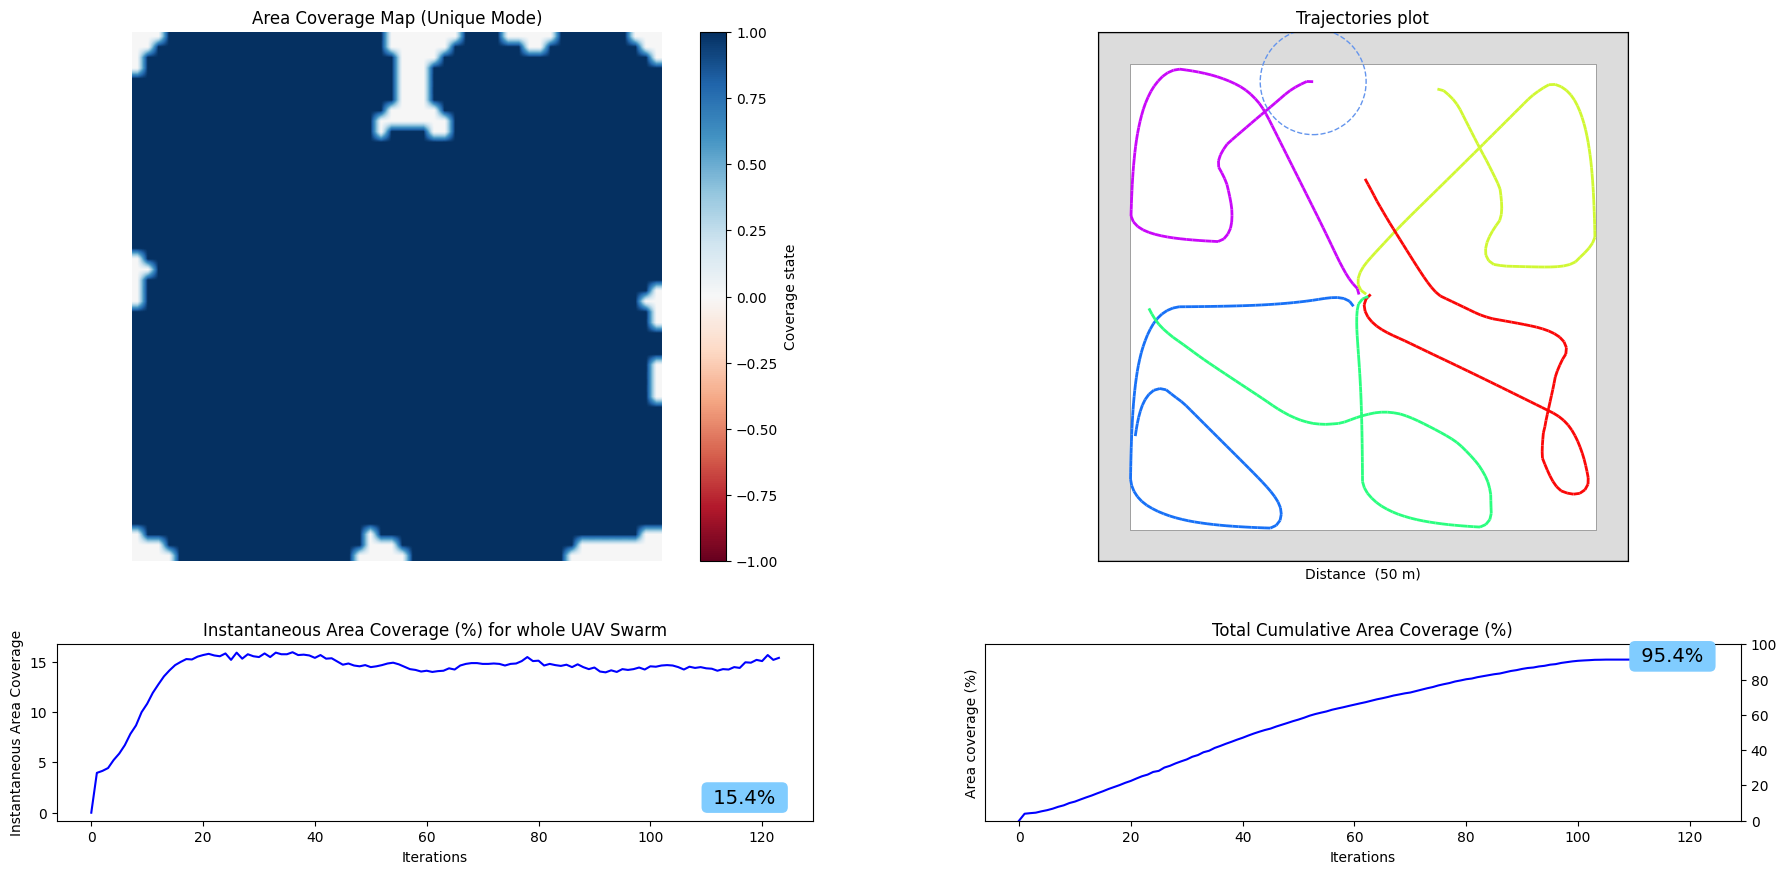 Area Coverage Map (Unique Mode)
1.00
0.75
0.50
0.25
0.00
−0.25
−0.50
−0.75
−1.00
Coverage state
Trajectories plot
Distance  (50 m)
Instantaneous Area Coverage (%) for whole UAV Swarm
Instantaneous Area Coverage
15
10
5
0
15.4%
0 20 40 60 80 100 120
Iterations
Total Cumulative Area Coverage (%)
Area coverage (%)
95.4%
100
80
60
40
20
0
0 20 40 60 80 100 120
Iterations